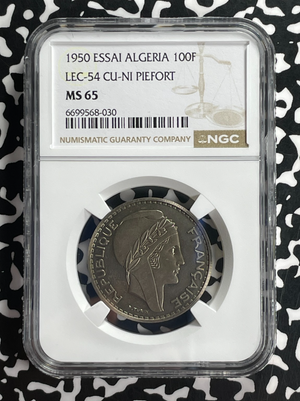 1950 ESSAI ALGERIA 100F
LEC-54 CU-NI PIEFORT
MS 65
6699568-030
NUMISMATIC GUARANTY COMPANY
NGC
REPUBLIQUE FRANÇAISE